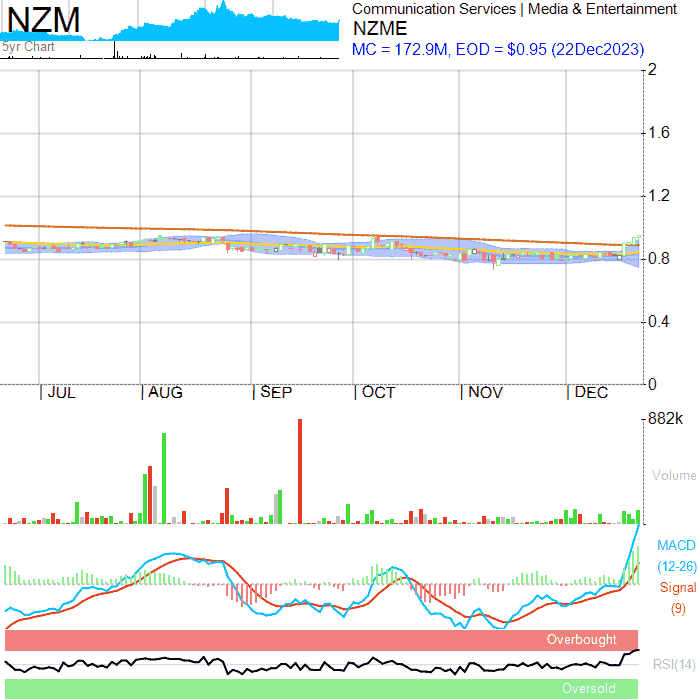 NZM
5yr Chart
Communication Services | Media & Entertainment
NZME
MC = 172.9M, EOD = $0.95 (22Dec2023)
2
1.6
1.2
0.8
0.4
0
JUL
AUG
SEP
OCT
NOV
DEC
882k
Volume
MACD
(12-26)
Signal
(9)
Overbought
RSI(14)
Oversold